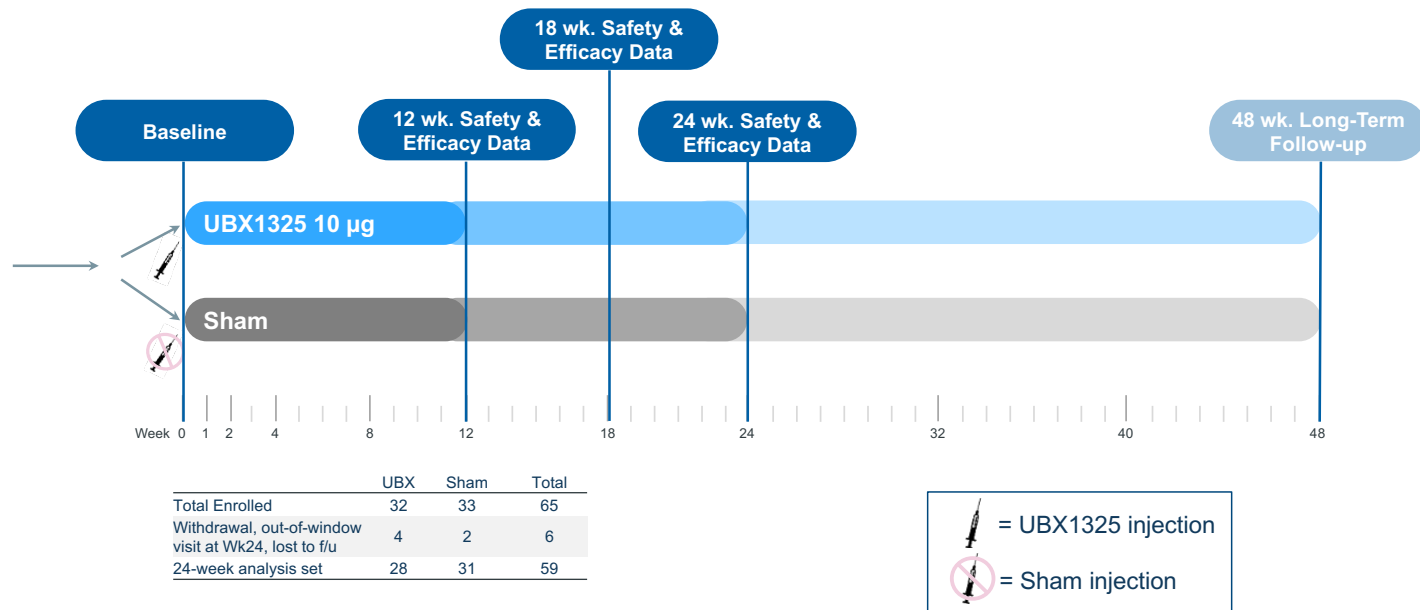 18 wk. Safety &
Efficacy Data
Baseline
12 wk. Safety &
Efficacy Data
24 wk. Safety &
Efficacy Data
48 wk. Long-Term
Follow-up
UBX1325 10 µg
Sham
Week 0 1 2 4 8 12 18 24 32 40 48
UBX Sham Total
Total Enrolled 32 33 65
Withdrawal, out-of-window
visit at Wk24, lost to f/u 4 2 6
24-week analysis set 28 31 59
= UBX1325 injection
= Sham injection